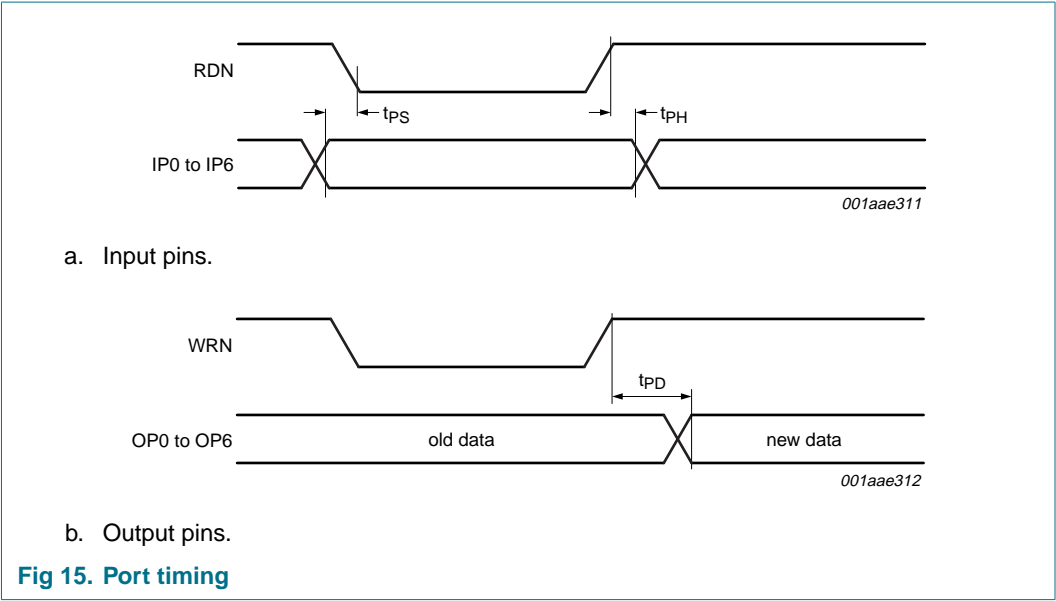 RDN
tPS
tPH
IP0 to IP6
001aae311
a. Input pins.
WRN
tPD
OP0 to OP6
old data
new data
001aae312
b. Output pins.
Fig 15. Port timing